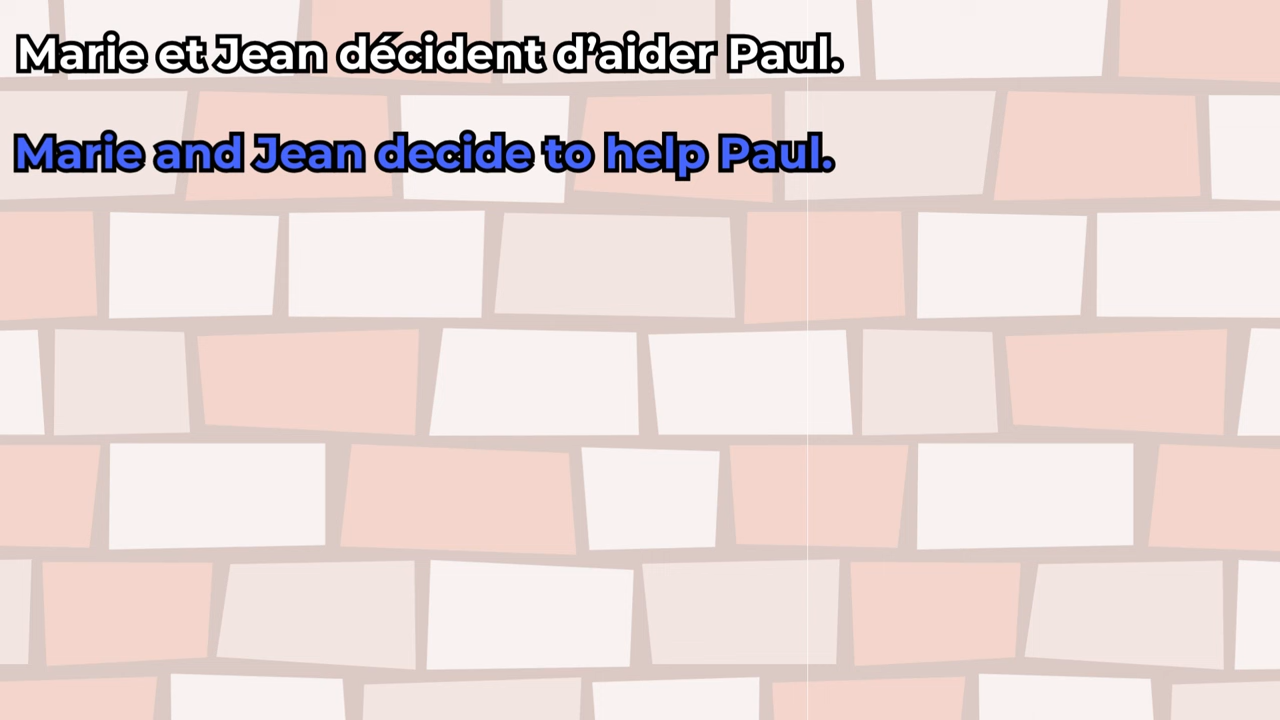 Marie et Jean décident d’aider Paul.
Marie and Jean decide to help Paul.